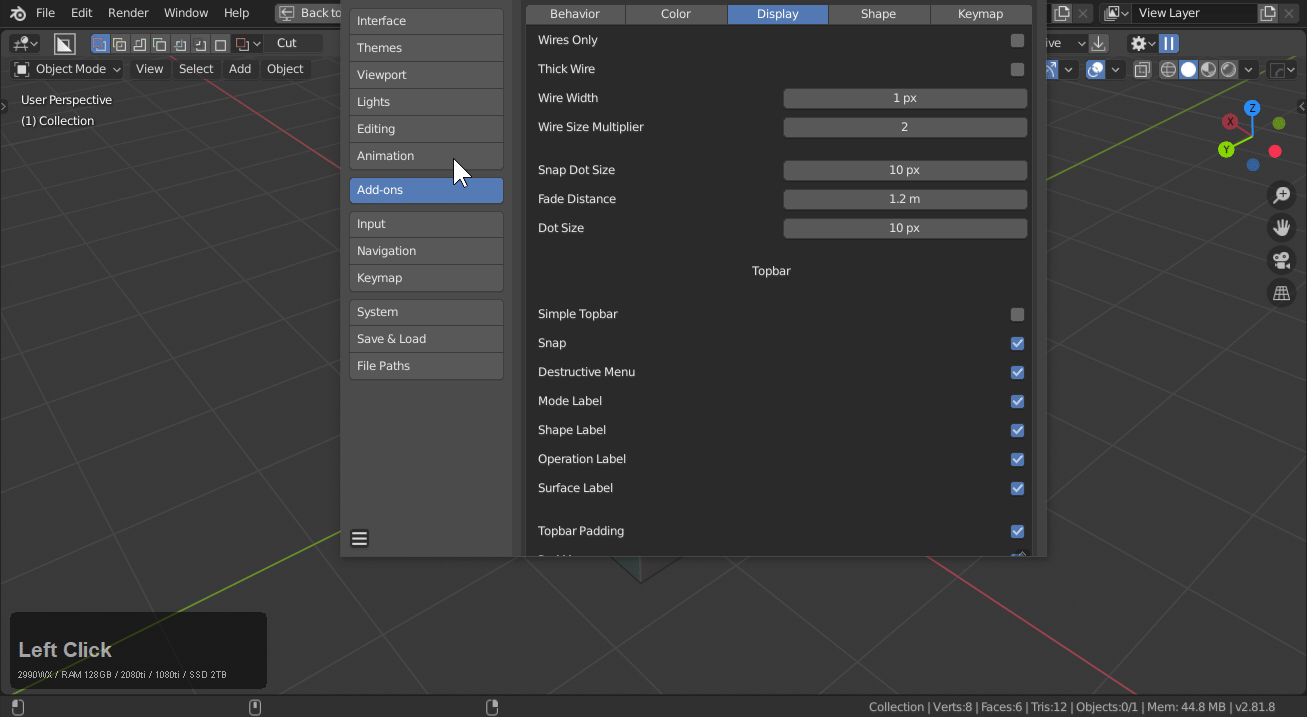 File Edit Render Window Help Back to
View Layer
Cut
ive
Object Mode View Select Add Object
User Perspective
(1) Collection
Interface
Themes
Viewport
Lights
Editing
Animation
Add-ons
Input
Navigation
Keymap
System
Save & Load
File Paths
Behavior Color Display Shape Keymap
Wires Only
Thick Wire
Wire Width 1 px
Wire Size Multiplier 2
Snap Dot Size 10 px
Fade Distance 1.2 m
Dot Size 10 px
Topbar
Simple Topbar
Snap
Destructive Menu
Mode Label
Shape Label
Operation Label
Surface Label
Topbar Padding
Z
X
Y
Left Click
2990WX / RAM 128GB / 2080ti / 1080ti / SSD 2TB
Collection | Verts:8 | Faces:6 | Tris:12 | Objects:0/1 | Mem: 44.8 MB | v2.81.8